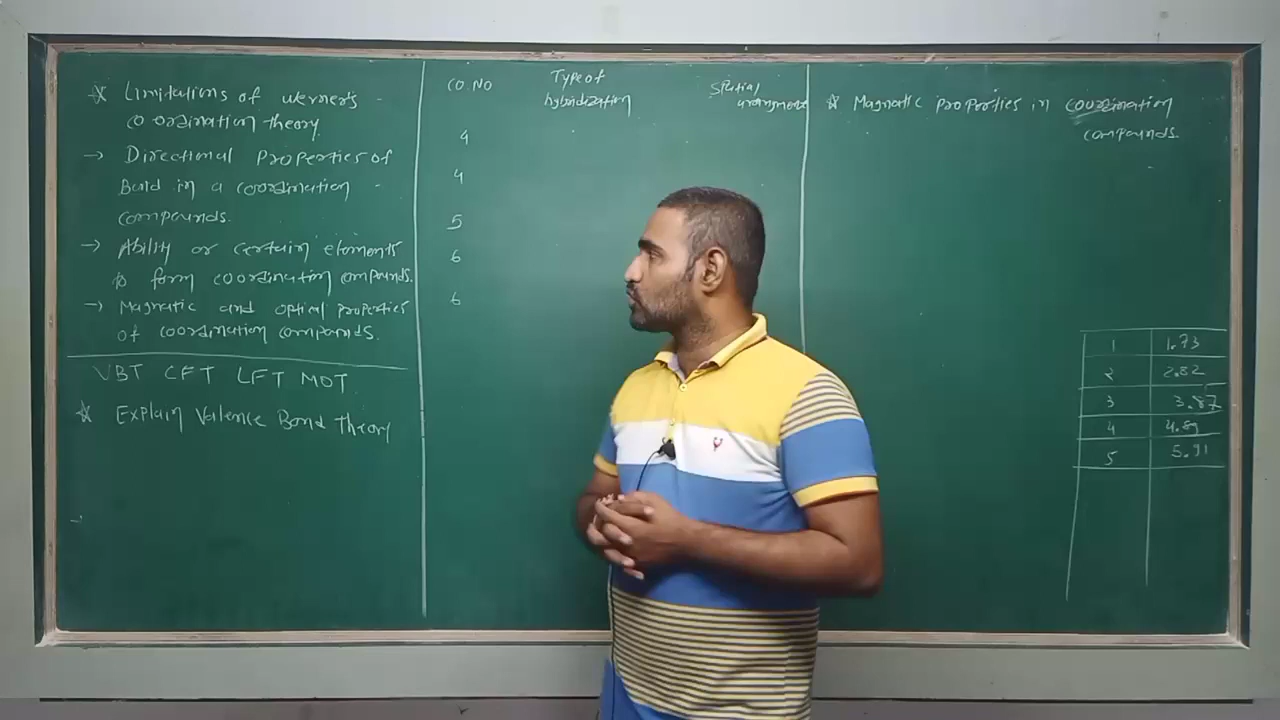 ☆ Limitations of werner's
coordination theory
→ Directional Properties of
Bond in a coordination
compounds.
→ Ability or certain elements
to form coordination compounds.
→ Magnetic and optical properties
of coordination compounds.
VBT CFT LFT MOT
☆ Explain Valence Bond theory
CO.NO Type of hybridization Spatial arrangment
4
4
5
6
6
☆ Magnatic properties in coordination
compounds.
1 1.73
2 2.82
3 3.87
4 4.89
5 5.91